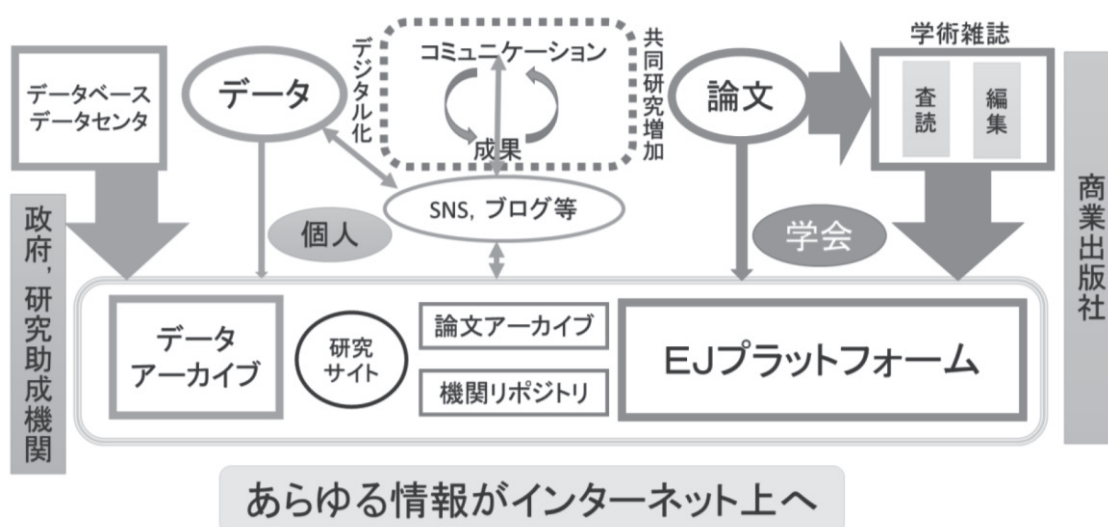 学術雑誌
データベース
データセンタ
データ
デジタル化
コミュニケーション
成果
共同研究増加
論文
査読
編集
SNS, ブログ等
個人
学会
政府, 研究助成機関
商業出版社
データ
アーカイブ
研究
サイト
論文アーカイブ
機関リポジトリ
EJプラットフォーム
あらゆる情報がインターネット上へ